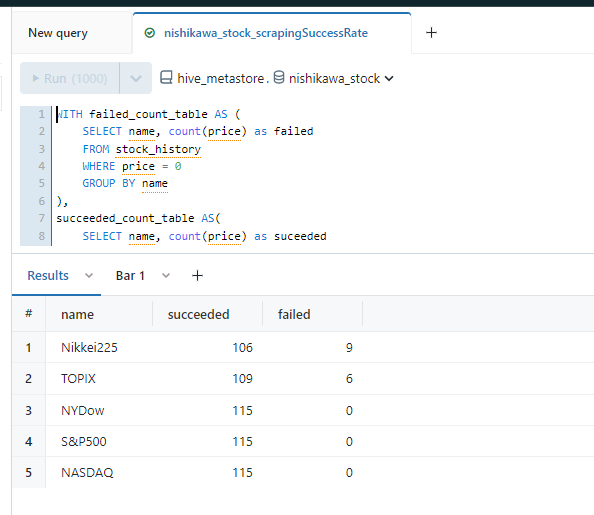 New query nishikawa_stock_scrapingSuccessRate
Run (1000) hive_metastore . nishikawa_stock
1 WITH failed_count_table AS (
2 SELECT name, count(price) as failed
3 FROM stock_history
4 WHERE price = 0
5 GROUP BY name
6 ),
7 succeeded_count_table AS(
8 SELECT name, count(price) as suceeded
Results Bar 1
# name succeeded failed
1 Nikkei225 106 9
2 TOPIX 109 6
3 NYDow 115 0
4 S&P500 115 0
5 NASDAQ 115 0